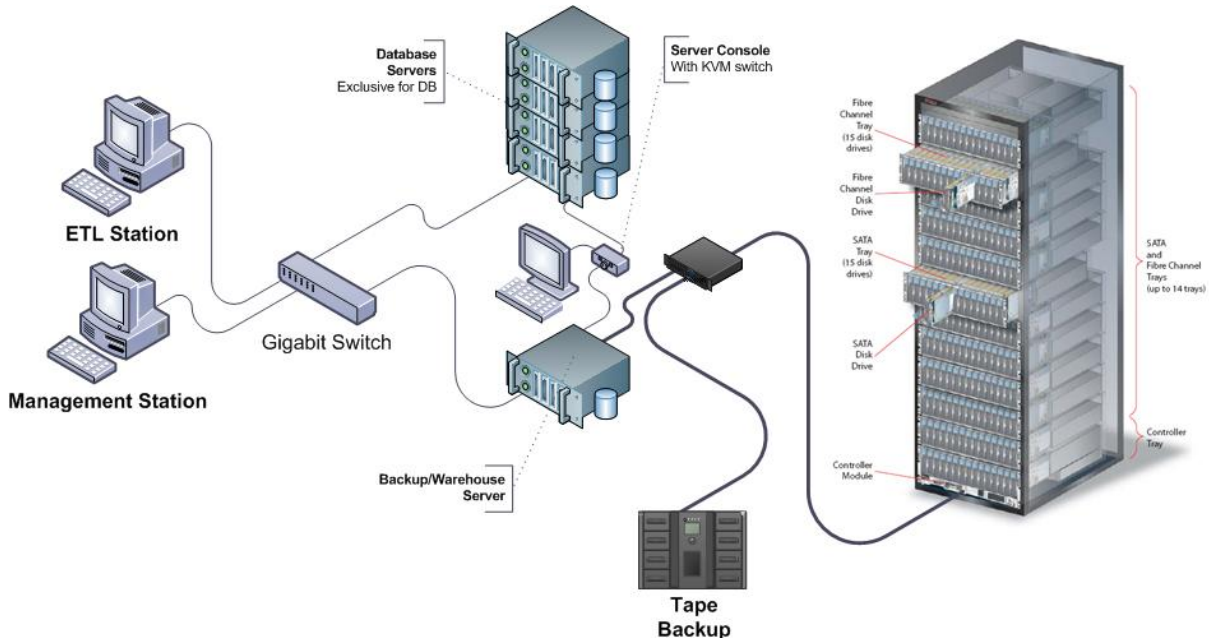 Database
Servers
Exclusive for DB
Server Console
With KVM switch
ETL Station
Management Station
Gigabit Switch
Backup/Warehouse
Server
Tape
Backup
Fibre
Channel
Tray
(15 disk
drives)
Fibre
Channel
Disk
Drive
SATA
Tray
(15 disk
drives)
SATA
Disk
Drive
Controller
Module
SATA
and
Fibre Channel
Trays
(up to 14 trays)
Controller
Tray